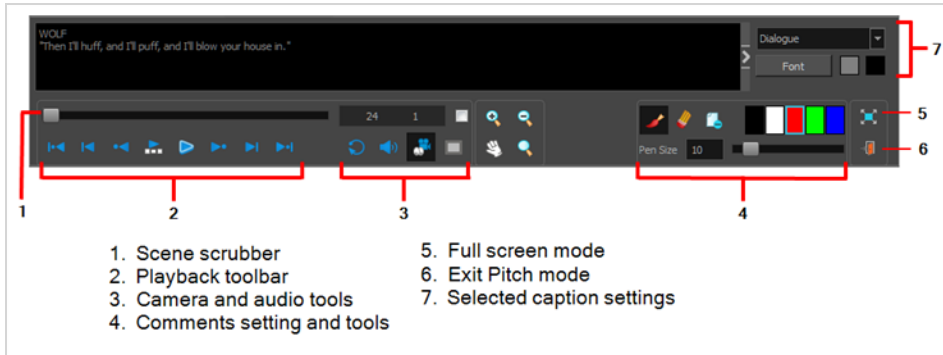 WOLF
"Then I'll huff, and I'll puff, and I'll blow your house in."
Dialogue
Font
7
24 1
5
Pen Size 10
6
1
2
3
4
1. Scene scrubber
2. Playback toolbar
3. Camera and audio tools
4. Comments setting and tools
5. Full screen mode
6. Exit Pitch mode
7. Selected caption settings